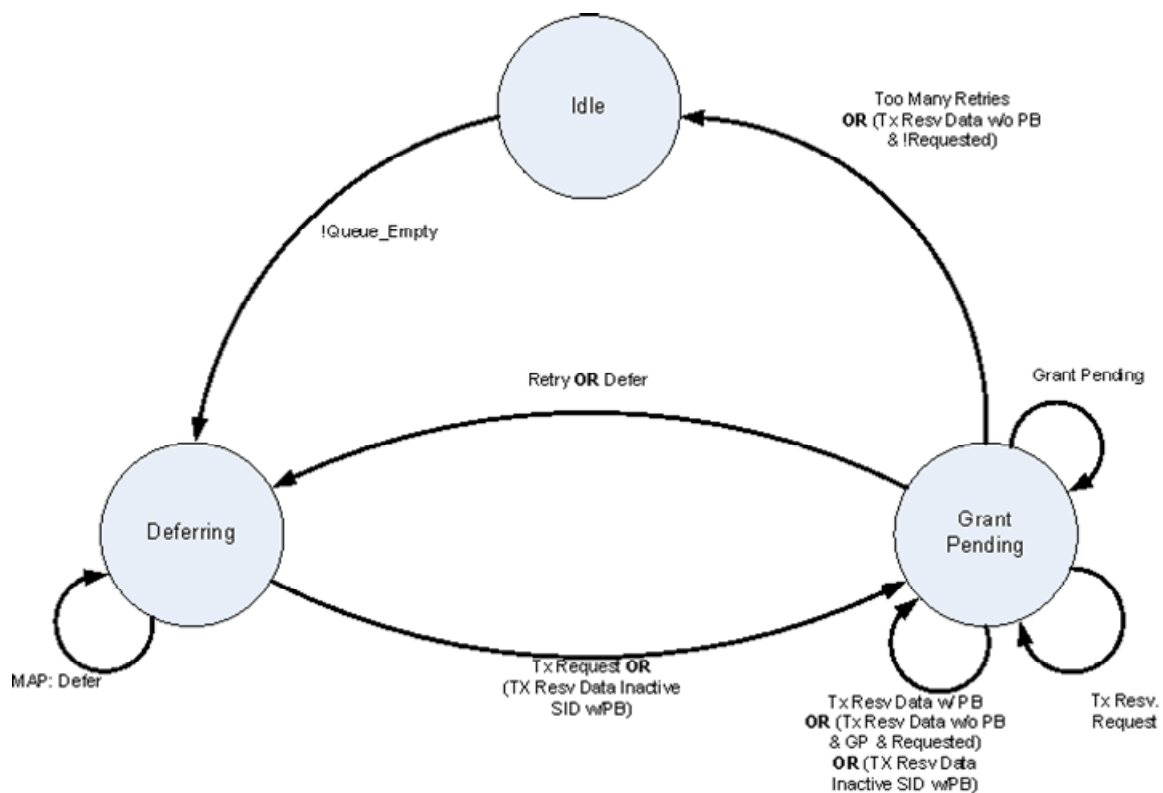 Idle
Too Many Retries
OR (Tx Resv Data w/o PB
& !Requested)
!Queue_Empty
Retry OR Defer
Grant Pending
Deferring
Grant
Pending
MAP: Defer
Tx Request OR
(TX Resv Data Inactive
SID w/PB)
Tx Resv Data w/ PB
OR (Tx Resv Data w/o PB
& GP & Requested)
OR (TX Resv Data
Inactive SID w/PB)
Tx Resv.
Request